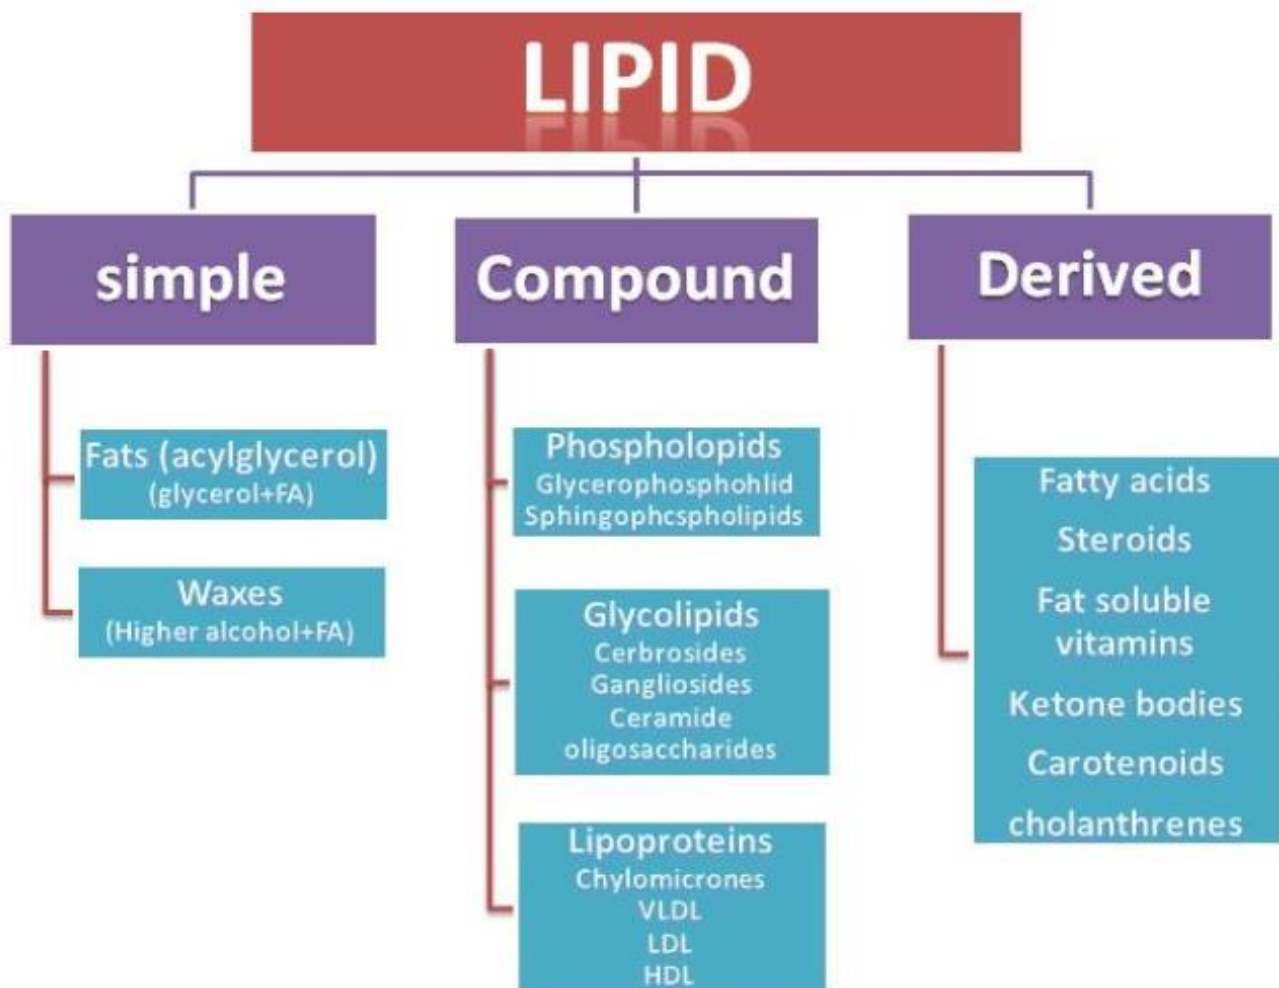 LIPID
simple
Fats (acylglycerol)
(glycerol+FA)
Waxes
(Higher alcohol+FA)
Compound
Phospholopids
Glycerophosphohlid
Sphingophcspholipids
Glycolipids
Cerbrosides
Gangliosides
Ceramide
oligosaccharides
Lipoproteins
Chylomicrones
VLDL
LDL
HDL
Derived
Fatty acids
Steroids
Fat soluble
vitamins
Ketone bodies
Carotenoids
cholanthrenes